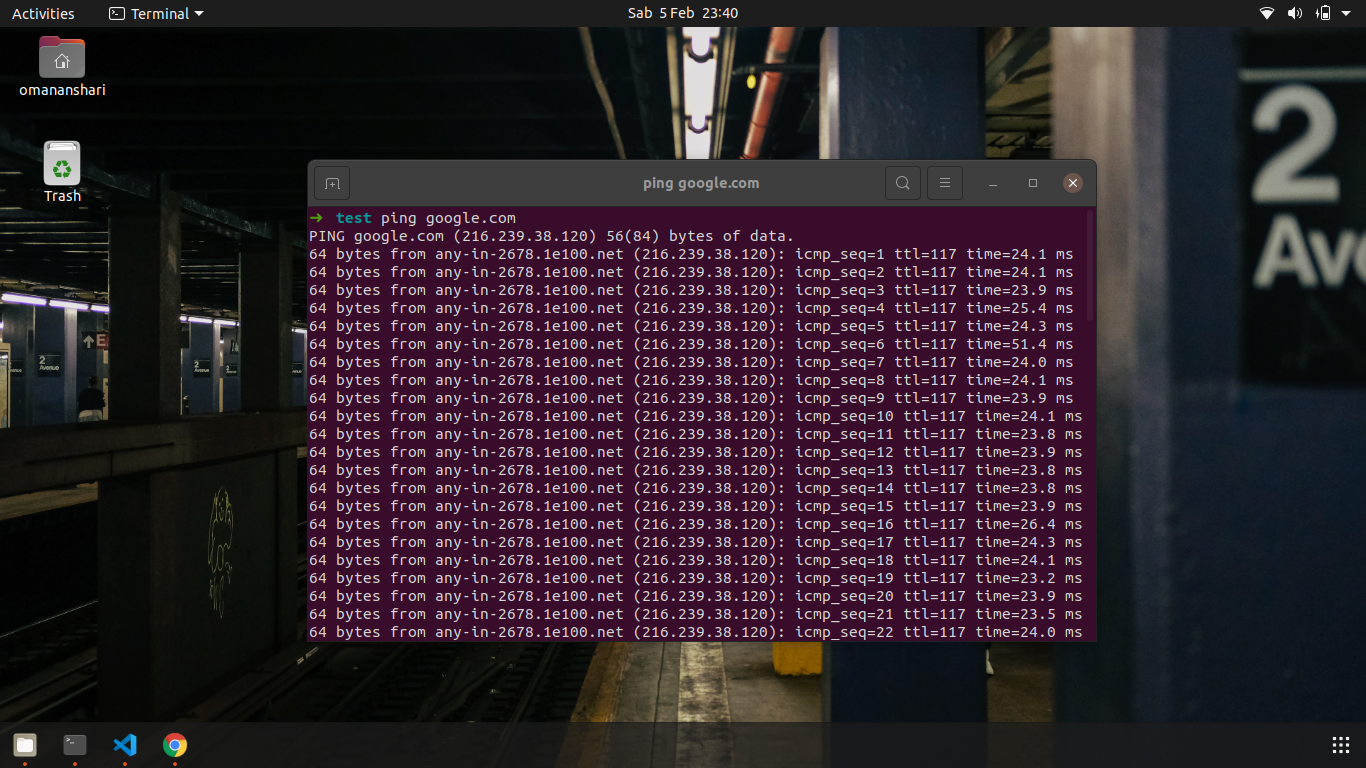 Activities
Terminal
Sab 5 Feb 23:40
omananshari
Trash
2
Avenue
2
Avenue
2
Ave
ping google.com
→ test ping google.com
PING google.com (216.239.38.120) 56(84) bytes of data.
64 bytes from any-in-2678.1e100.net (216.239.38.120): icmp_seq=1 ttl=117 time=24.1 ms
64 bytes from any-in-2678.1e100.net (216.239.38.120): icmp_seq=2 ttl=117 time=24.1 ms
64 bytes from any-in-2678.1e100.net (216.239.38.120): icmp_seq=3 ttl=117 time=23.9 ms
64 bytes from any-in-2678.1e100.net (216.239.38.120): icmp_seq=4 ttl=117 time=25.4 ms
64 bytes from any-in-2678.1e100.net (216.239.38.120): icmp_seq=5 ttl=117 time=24.3 ms
64 bytes from any-in-2678.1e100.net (216.239.38.120): icmp_seq=6 ttl=117 time=51.4 ms
64 bytes from any-in-2678.1e100.net (216.239.38.120): icmp_seq=7 ttl=117 time=24.0 ms
64 bytes from any-in-2678.1e100.net (216.239.38.120): icmp_seq=8 ttl=117 time=24.1 ms
64 bytes from any-in-2678.1e100.net (216.239.38.120): icmp_seq=9 ttl=117 time=23.9 ms
64 bytes from any-in-2678.1e100.net (216.239.38.120): icmp_seq=10 ttl=117 time=24.1 ms
64 bytes from any-in-2678.1e100.net (216.239.38.120): icmp_seq=11 ttl=117 time=23.8 ms
64 bytes from any-in-2678.1e100.net (216.239.38.120): icmp_seq=12 ttl=117 time=23.9 ms
64 bytes from any-in-2678.1e100.net (216.239.38.120): icmp_seq=13 ttl=117 time=23.8 ms
64 bytes from any-in-2678.1e100.net (216.239.38.120): icmp_seq=14 ttl=117 time=23.8 ms
64 bytes from any-in-2678.1e100.net (216.239.38.120): icmp_seq=15 ttl=117 time=23.9 ms
64 bytes from any-in-2678.1e100.net (216.239.38.120): icmp_seq=16 ttl=117 time=26.4 ms
64 bytes from any-in-2678.1e100.net (216.239.38.120): icmp_seq=17 ttl=117 time=24.3 ms
64 bytes from any-in-2678.1e100.net (216.239.38.120): icmp_seq=18 ttl=117 time=24.1 ms
64 bytes from any-in-2678.1e100.net (216.239.38.120): icmp_seq=19 ttl=117 time=23.2 ms
64 bytes from any-in-2678.1e100.net (216.239.38.120): icmp_seq=20 ttl=117 time=23.9 ms
64 bytes from any-in-2678.1e100.net (216.239.38.120): icmp_seq=21 ttl=117 time=23.5 ms
64 bytes from any-in-2678.1e100.net (216.239.38.120): icmp_seq=22 ttl=117 time=24.0 ms